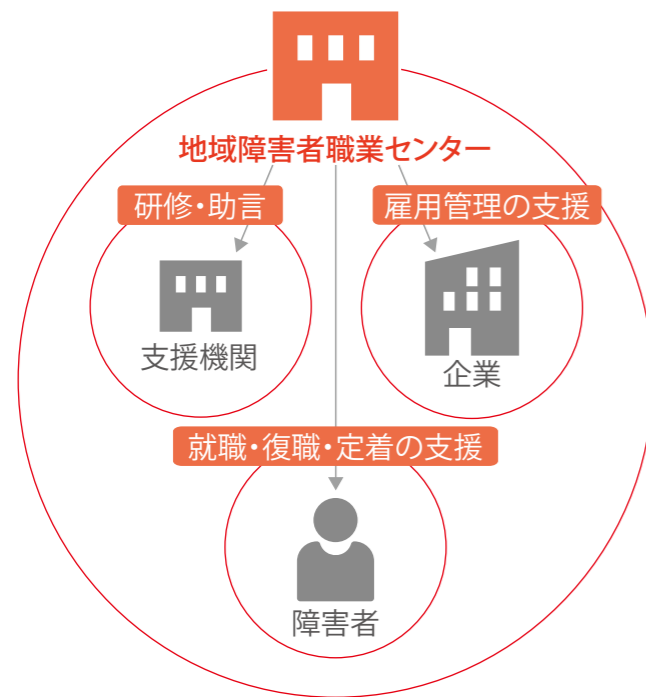 地域障害者職業センター
研修・助言
雇用管理の支援
支援機関
企業
就職・復職・定着の支援
障害者